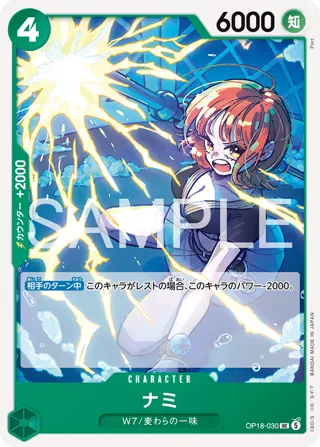 4
6000
知
Port.
カウンター +2000
SAMPLE
相手のターン中 このキャラがレストの場合、このキャラのパワー-2000。
CHARACTER
ナミ
W7/麦わらの一味
OP18-030 UC 5
BANDAI MADE IN JAPAN
©E.O/S ©G.S-F-T